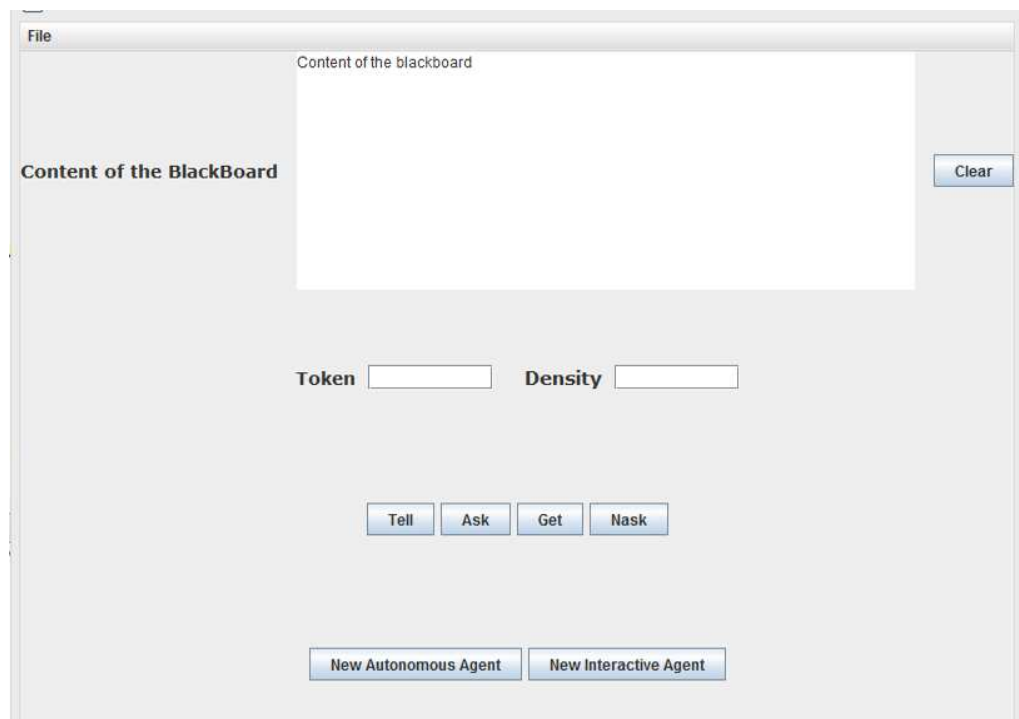 File
Content of the blackboard
Content of the BlackBoard
Clear
Token Density
Tell Ask Get Nask
New Autonomous Agent New Interactive Agent